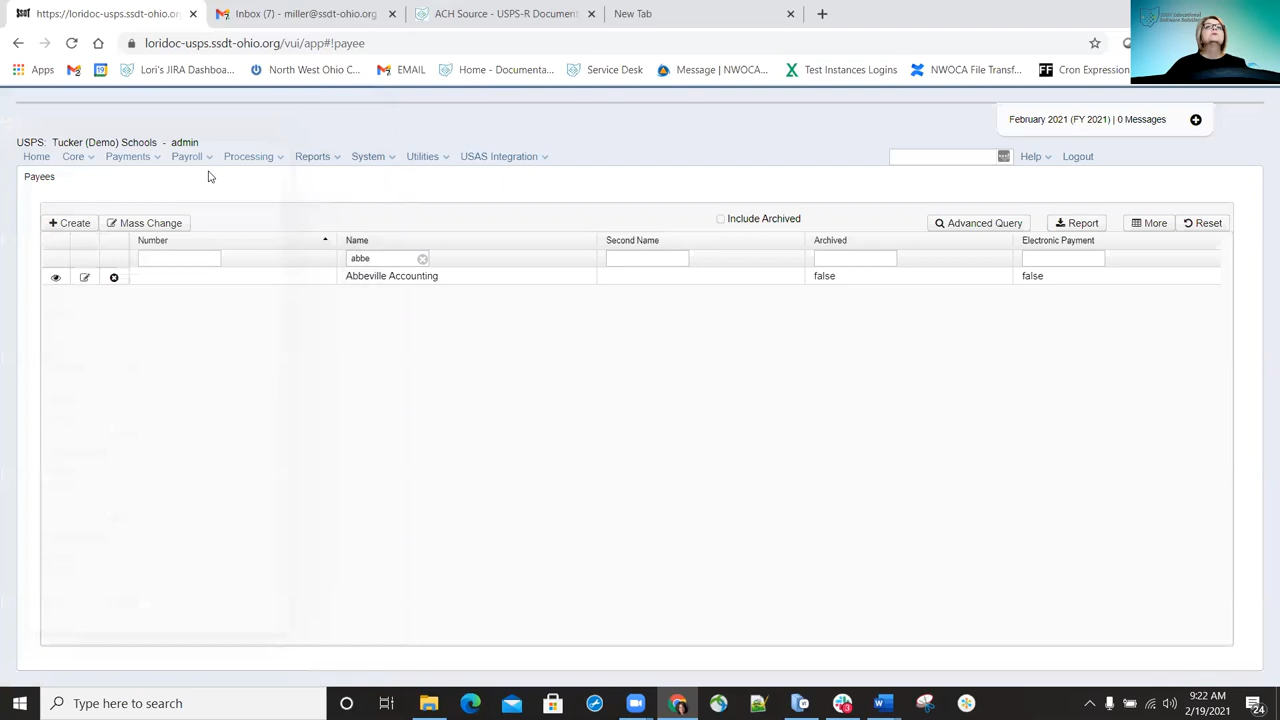 https://loridoc-usps.ssdt-ohio.org
Inbox (7) - miller@ssdt-ohio.org
ACH Source - USPS-R Document
New Tab
loridoc-usps.ssdt-ohio.org/vui/app#!payee
Apps
Lori's JIRA Dashboa...
North West Ohio C...
EMAIL
Home - Documenta...
Service Desk
Message | NWOCA...
Test Instances Logins
NWOCA File Transf...
FF Cron Expression
February 2021 (FY 2021) | 0 Messages
USPS: Tucker (Demo) Schools - admin
Home Core Payments Payroll Processing Reports System Utilities USAS Integration Help Logout
Payees
Create Mass Change Include Archived Advanced Query Report More Reset
Number Name Second Name Archived Electronic Payment
abbe
Abbeville Accounting false false
Type here to search
9:22 AM
2/19/2021
24